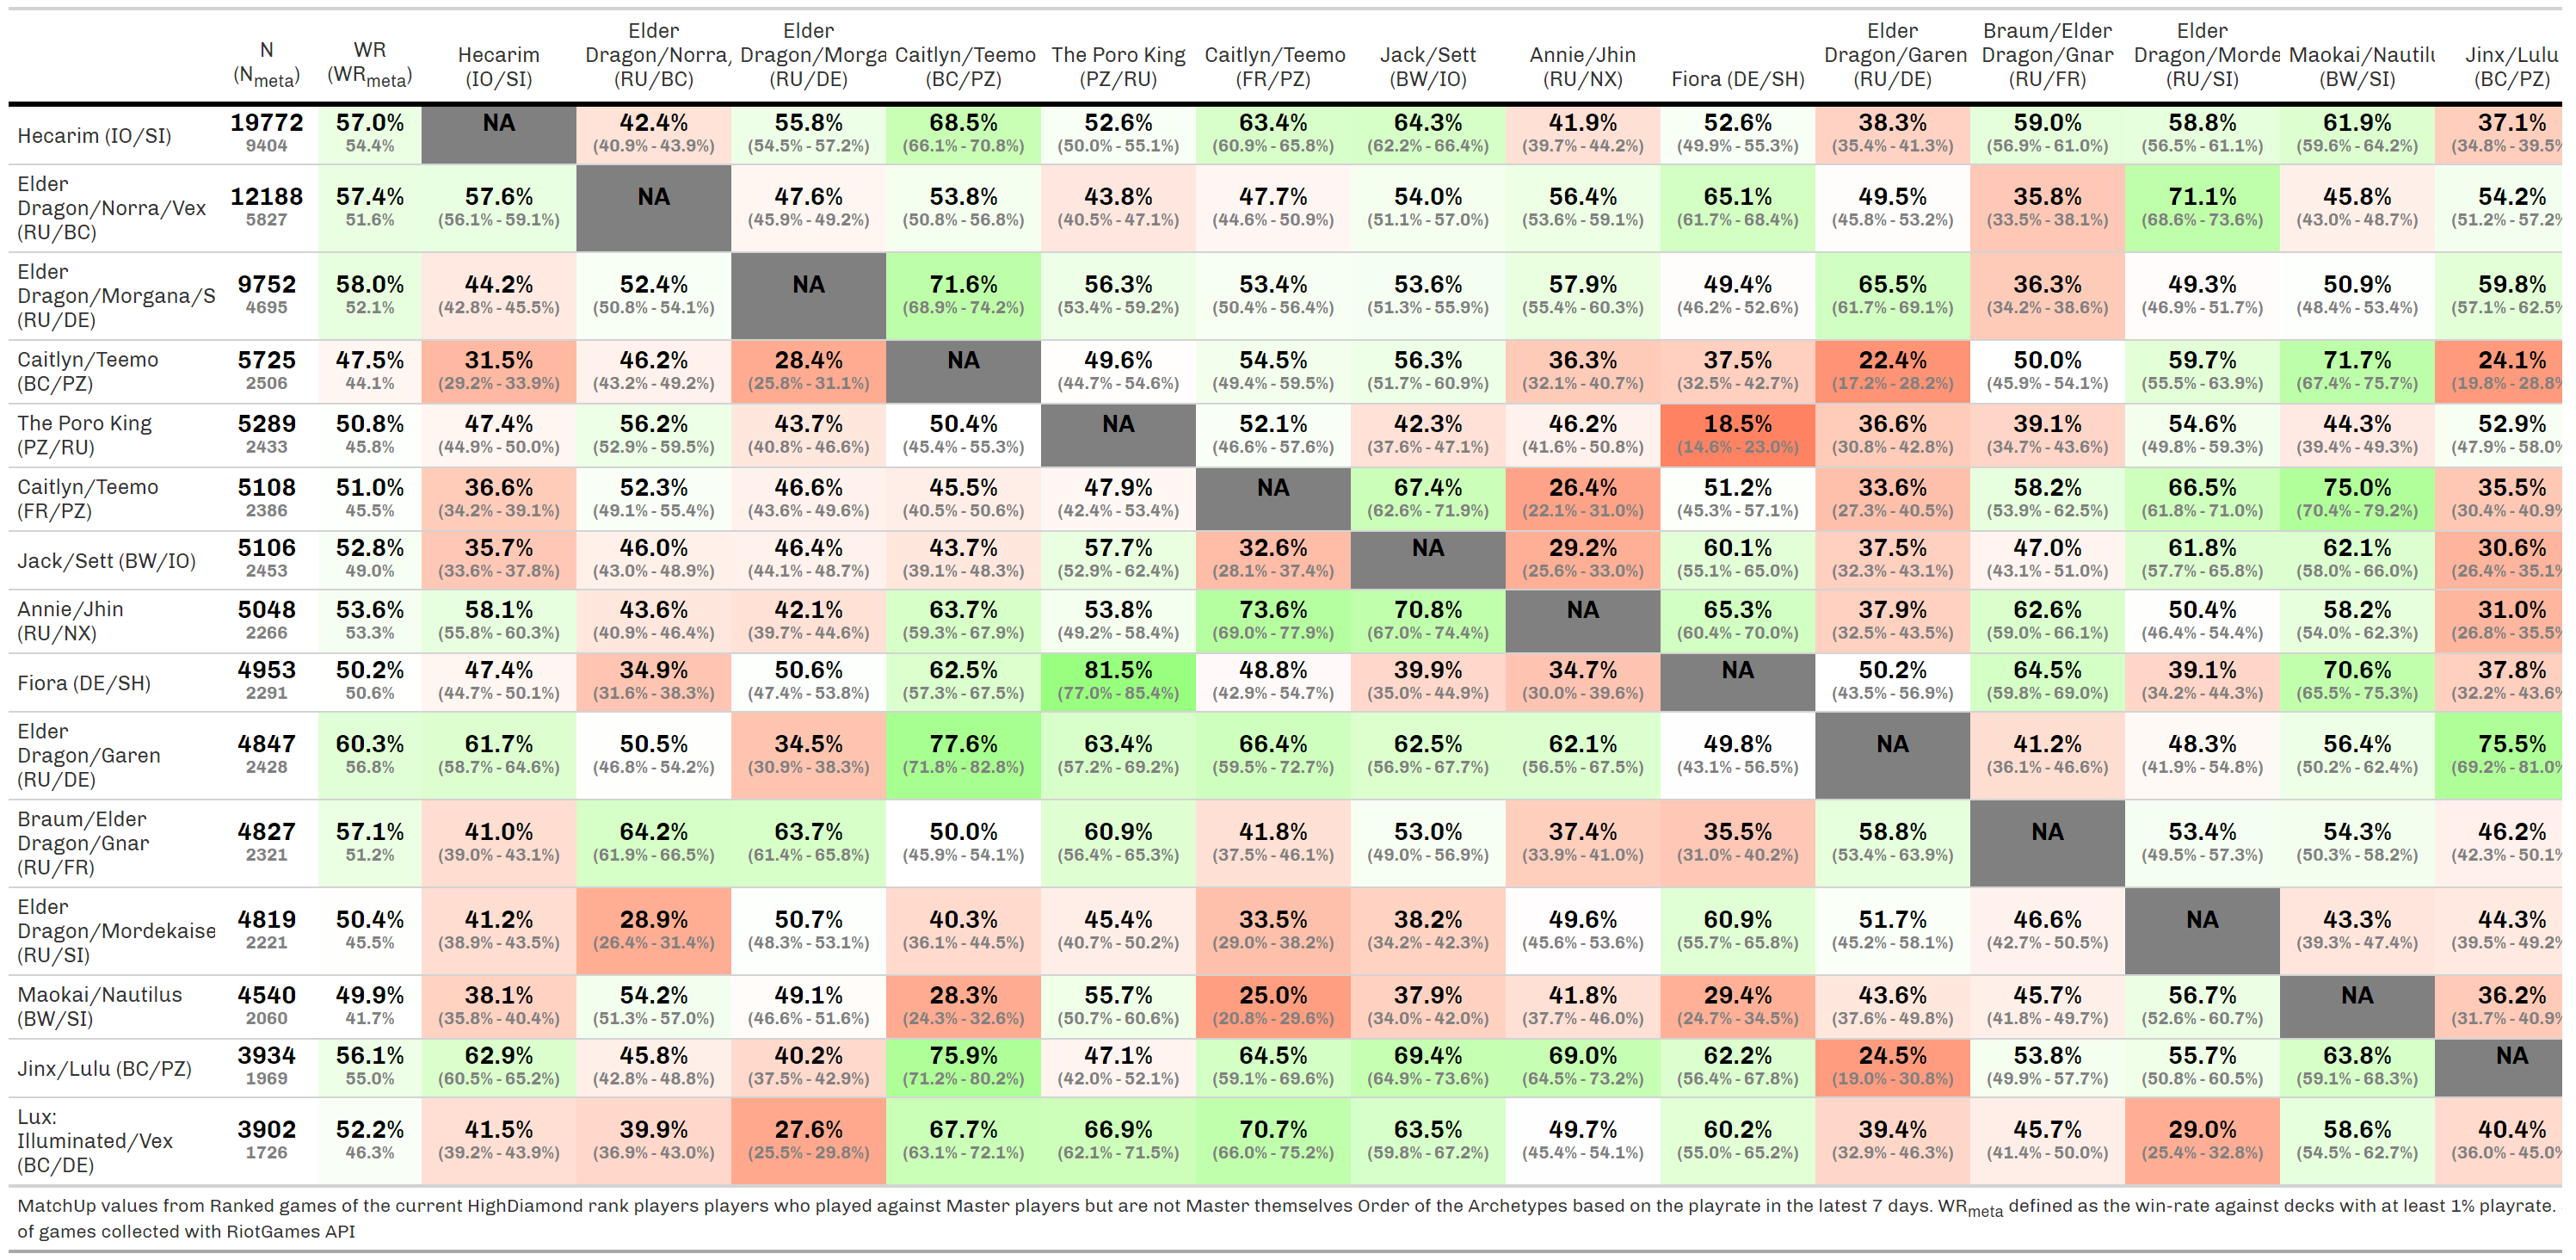 N (N_meta) WR (WR_meta) Hecarim (IO/SI) Elder Dragon/Norra, (RU/BC) Elder Dragon/Morga (RU/DE) Caitlyn/Teemo (BC/PZ) The Poro King (PZ/RU) Caitlyn/Teemo (FR/PZ) Jack/Sett (BW/IO) Annie/Jhin (RU/NX) Fiora (DE/SH) Elder Dragon/Garen (RU/DE) Braum/Elder Dragon/Gnar (RU/FR) Elder Dragon/Morde (RU/SI) Maokai/Nautilu (BW/SI) Jinx/Lulu (BC/PZ)
Hecarim (IO/SI) 19772 57.0% NA 42.4% 55.8% 68.5% 52.6% 63.4% 64.3% 41.9% 52.6% 38.3% 59.0% 58.8% 61.9% 37.1%
9404 54.4% (40.9% - 43.9%) (54.5% - 57.2%) (66.1% - 70.8%) (50.0% - 55.1%) (60.9% - 65.8%) (62.2% - 66.4%) (39.7% - 44.2%) (49.9% - 55.3%) (35.4% - 41.3%) (56.9% - 61.0%) (56.5% - 61.1%) (59.6% - 64.2%) (34.8% - 39.5%
Elder Dragon/Norra/Vex (RU/BC) 12188 57.4% 57.6% NA 47.6% 53.8% 43.8% 47.7% 54.0% 56.4% 65.1% 49.5% 35.8% 71.1% 45.8% 54.2%
5827 51.6% (56.1% - 59.1%) (45.9% - 49.2%) (50.8% - 56.8%) (40.5% - 47.1%) (44.6% - 50.9%) (51.1% - 57.0%) (53.6% - 59.1%) (61.7% - 68.4%) (45.8% - 53.2%) (33.5% - 38.1%) (68.6% - 73.6%) (43.0% - 48.7%) (51.2% - 57.2%
Elder Dragon/Morgana/S (RU/DE) 9752 58.0% 44.2% 52.4% NA 71.6% 56.3% 53.4% 53.6% 57.9% 49.4% 65.5% 36.3% 49.3% 50.9% 59.8%
4695 52.1% (42.8% - 45.5%) (50.8% - 54.1%) (68.9% - 74.2%) (53.4% - 59.2%) (50.4% - 56.4%) (51.3% - 55.9%) (55.4% - 60.3%) (46.2% - 52.6%) (61.7% - 69.1%) (34.2% - 38.6%) (46.9% - 51.7%) (48.4% - 53.4%) (57.1% - 62.5%
Caitlyn/Teemo (BC/PZ) 5725 47.5% 31.5% 46.2% 28.4% NA 49.6% 54.5% 56.3% 36.3% 37.5% 22.4% 50.0% 59.7% 71.7% 24.1%
2506 44.1% (29.2% - 33.9%) (43.2% - 49.2%) (25.8% - 31.1%) (44.7% - 54.6%) (49.4% - 59.5%) (51.7% - 60.9%) (32.1% - 40.7%) (32.5% - 42.7%) (17.2% - 28.2%) (45.9% - 54.1%) (55.5% - 63.9%) (67.4% - 75.7%) (19.8% - 28.8%
The Poro King (PZ/RU) 5289 50.8% 47.4% 56.2% 43.7% 50.4% NA 52.1% 42.3% 46.2% 18.5% 36.6% 39.1% 54.6% 44.3% 52.9%
2433 45.8% (44.9% - 50.0%) (52.9% - 59.5%) (40.8% - 46.6%) (45.4% - 55.3%) (46.6% - 57.6%) (37.6% - 47.1%) (41.6% - 50.8%) (14.6% - 23.0%) (30.8% - 42.8%) (34.7% - 43.6%) (49.8% - 59.3%) (39.4% - 49.3%) (47.9% - 58.0%
Caitlyn/Teemo (FR/PZ) 5108 51.0% 36.6% 52.3% 46.6% 45.5% 47.9% NA 67.4% 26.4% 51.2% 33.6% 58.2% 66.5% 75.0% 35.5%
2386 45.5% (34.2% - 39.1%) (49.1% - 55.4%) (43.6% - 49.6%) (40.5% - 50.6%) (42.4% - 53.4%) (62.6% - 71.9%) (22.1% - 31.0%) (45.3% - 57.1%) (27.3% - 40.5%) (53.9% - 62.5%) (61.8% - 71.0%) (70.4% - 79.2%) (30.4% - 40.9%
Jack/Sett (BW/IO) 5106 52.8% 35.7% 46.0% 46.4% 43.7% 57.7% 32.6% NA 29.2% 60.1% 37.5% 47.0% 61.8% 62.1% 30.6%
2453 49.0% (33.6% - 37.8%) (43.0% - 48.9%) (44.1% - 48.7%) (39.1% - 48.3%) (52.9% - 62.4%) (28.1% - 37.4%) (25.6% - 33.0%) (55.1% - 65.0%) (32.3% - 43.1%) (43.1% - 51.0%) (57.7% - 65.8%) (58.0% - 66.0%) (26.4% - 35.1%
Annie/Jhin (RU/NX) 5048 53.6% 58.1% 43.6% 42.1% 63.7% 53.8% 73.6% 70.8% NA 65.3% 37.9% 62.6% 50.4% 58.2% 31.0%
2266 53.3% (55.8% - 60.3%) (40.9% - 46.4%) (39.7% - 44.6%) (59.3% - 67.9%) (49.2% - 58.4%) (69.0% - 77.9%) (67.0% - 74.4%) (60.4% - 70.0%) (32.5% - 43.5%) (59.0% - 66.1%) (46.4% - 54.4%) (54.0% - 62.3%) (26.8% - 35.5%
Fiora (DE/SH) 4953 50.2% 47.4% 34.9% 50.6% 62.5% 81.5% 48.8% 39.9% 34.7% NA 50.2% 64.5% 39.1% 70.6% 37.8%
2291 50.6% (44.7% - 50.1%) (31.6% - 38.3%) (47.4% - 53.8%) (57.3% - 67.5%) (77.0% - 85.4%) (42.9% - 54.7%) (35.0% - 44.9%) (30.0% - 39.6%) (43.5% - 56.9%) (59.8% - 69.0%) (34.2% - 44.3%) (65.5% - 75.3%) (32.2% - 43.6%
Elder Dragon/Garen (RU/DE) 4847 60.3% 61.7% 50.5% 34.5% 77.6% 63.4% 66.4% 62.5% 62.1% 49.8% NA 41.2% 48.3% 56.4% 75.5%
2428 56.8% (58.7% - 64.6%) (46.8% - 54.2%) (30.9% - 38.3%) (71.8% - 82.8%) (57.2% - 69.2%) (59.5% - 72.7%) (56.9% - 67.7%) (56.5% - 67.5%) (43.1% - 56.5%) (36.1% - 46.6%) (41.9% - 54.8%) (50.2% - 62.4%) (69.2% - 81.0%
Braum/Elder Dragon/Gnar (RU/FR) 4827 57.1% 41.0% 64.2% 63.7% 50.0% 60.9% 41.8% 53.0% 37.4% 35.5% 58.8% NA 53.4% 54.3% 46.2%
2321 51.2% (39.0% - 43.1%) (61.9% - 66.5%) (61.4% - 65.8%) (45.9% - 54.1%) (56.4% - 65.3%) (37.5% - 46.1%) (49.0% - 56.9%) (33.9% - 41.0%) (31.0% - 40.2%) (53.4% - 63.9%) (49.5% - 57.3%) (50.3% - 58.2%) (42.3% - 50.1%
Elder Dragon/Mordekaise (RU/SI) 4819 50.4% 41.2% 28.9% 50.7% 40.3% 45.4% 33.5% 38.2% 49.6% 60.9% 51.7% 46.6% NA 43.3% 44.3%
2221 45.5% (38.9% - 43.5%) (26.4% - 31.4%) (48.3% - 53.1%) (36.1% - 44.5%) (40.7% - 50.2%) (29.0% - 38.2%) (34.2% - 42.3%) (45.6% - 53.6%) (55.7% - 65.8%) (45.2% - 58.1%) (42.7% - 50.5%) (39.3% - 47.4%) (39.5% - 49.2%
Maokai/Nautilus (BW/SI) 4540 49.9% 38.1% 54.2% 49.1% 28.3% 55.7% 25.0% 37.9% 41.8% 29.4% 43.6% 45.7% 56.7% NA 36.2%
2060 41.7% (35.8% - 40.4%) (51.3% - 57.0%) (46.6% - 51.6%) (24.3% - 32.6%) (50.7% - 60.6%) (20.8% - 29.6%) (34.0% - 42.0%) (37.7% - 46.0%) (24.7% - 34.5%) (37.6% - 49.8%) (41.8% - 49.7%) (52.6% - 60.7%) (31.7% - 40.9%
Jinx/Lulu (BC/PZ) 3934 56.1% 62.9% 45.8% 40.2% 75.9% 47.1% 64.5% 69.4% 69.0% 62.2% 24.5% 53.8% 55.7% 63.8% NA
1969 55.0% (60.5% - 65.2%) (42.8% - 48.8%) (37.5% - 42.9%) (71.2% - 80.2%) (42.0% - 52.1%) (59.1% - 69.6%) (64.9% - 73.6%) (64.5% - 73.2%) (56.4% - 67.8%) (19.0% - 30.8%) (49.9% - 57.7%) (50.8% - 60.5%) (59.1% - 68.3%)
Lux: Illuminated/Vex (BC/DE) 3902 52.2% 41.5% 39.9% 27.6% 67.7% 66.9% 70.7% 63.5% 49.7% 60.2% 39.4% 45.7% 29.0% 58.6% 40.4%
1726 46.3% (39.2% - 43.9%) (36.9% - 43.0%) (25.5% - 29.8%) (63.1% - 72.1%) (62.1% - 71.5%) (66.0% - 75.2%) (59.8% - 67.2%) (45.4% - 54.1%) (55.0% - 65.2%) (32.9% - 46.3%) (41.4% - 50.0%) (25.4% - 32.8%) (54.5% - 62.7%) (36.0% - 45.0%
MatchUp values from Ranked games of the current HighDiamond rank players players who played against Master players but are not Master themselves Order of the Archetypes based on the playrate in the latest 7 days. WR_meta defined as the win-rate against decks with at least 1% playrate.
of games collected with RiotGames API